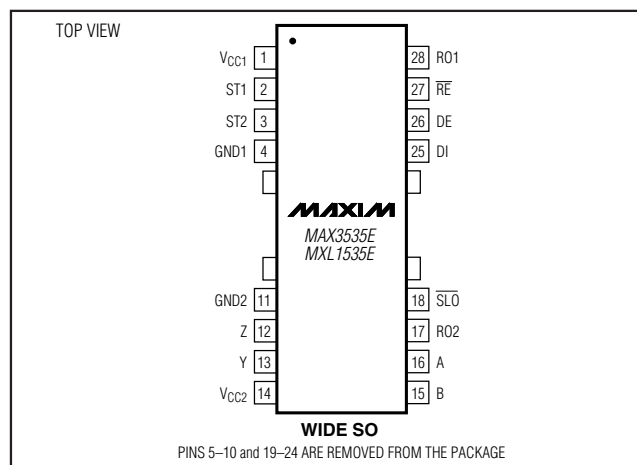 TOP VIEW
VCC1 1
ST1 2
ST2 3
GND1 4
28 RO1
27 R̅E̅
26 DE
25 DI
MAXIM
MAX3535E
MXL1535E
GND2 11
Z 12
Y 13
VCC2 14
18 S̅L̅O̅
17 RO2
16 A
15 B
WIDE SO
PINS 5–10 and 19–24 ARE REMOVED FROM THE PACKAGE